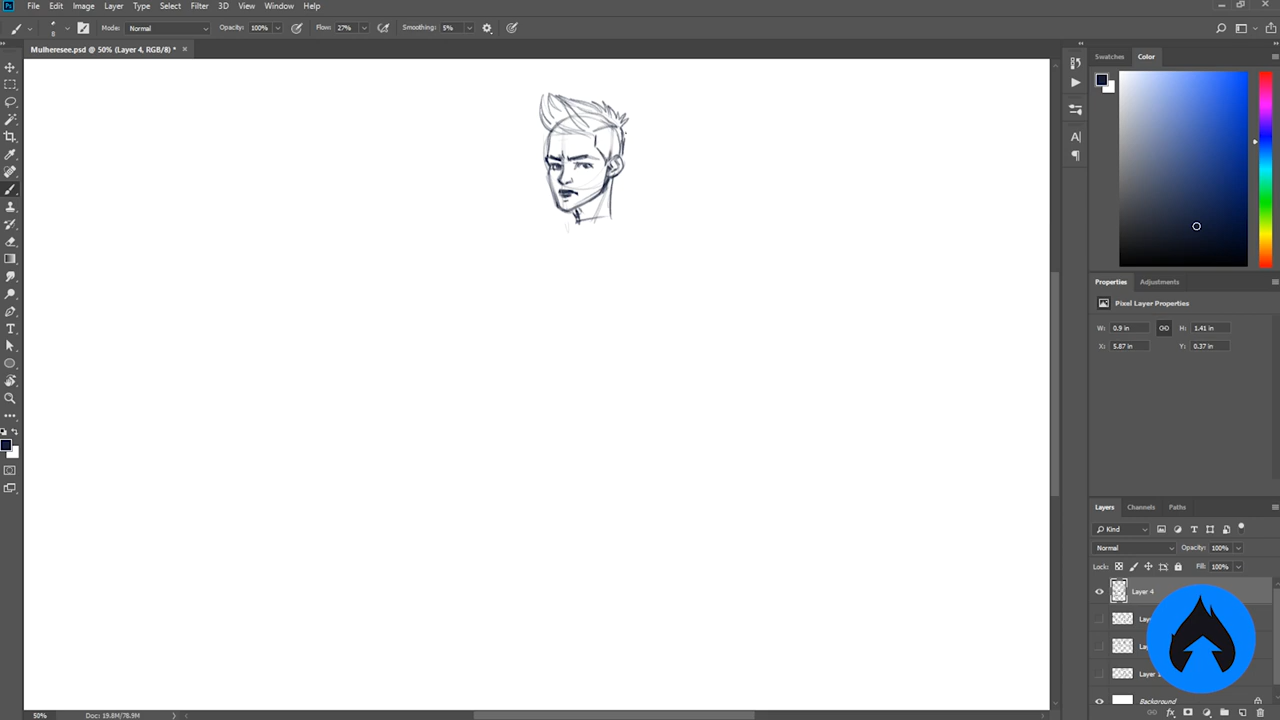 Ps File Edit Image Layer Type Select Filter 3D View Window Help
8 Mode: Normal Opacity: 100% Flow: 27% Smoothing: 5%
Mulheresee.psd @ 50% (Layer 4, RGB/8) *
Swatches Color
Properties Adjustments
Pixel Layer Properties
W: 0.9 in H: 1.41 in
X: 5.87 in Y: 0.37 in
Layers Channels Paths
Kind
Normal Opacity: 100%
Lock: Fill: 100%
Layer 4
Background
50% Doc: 19.8M/78.9M